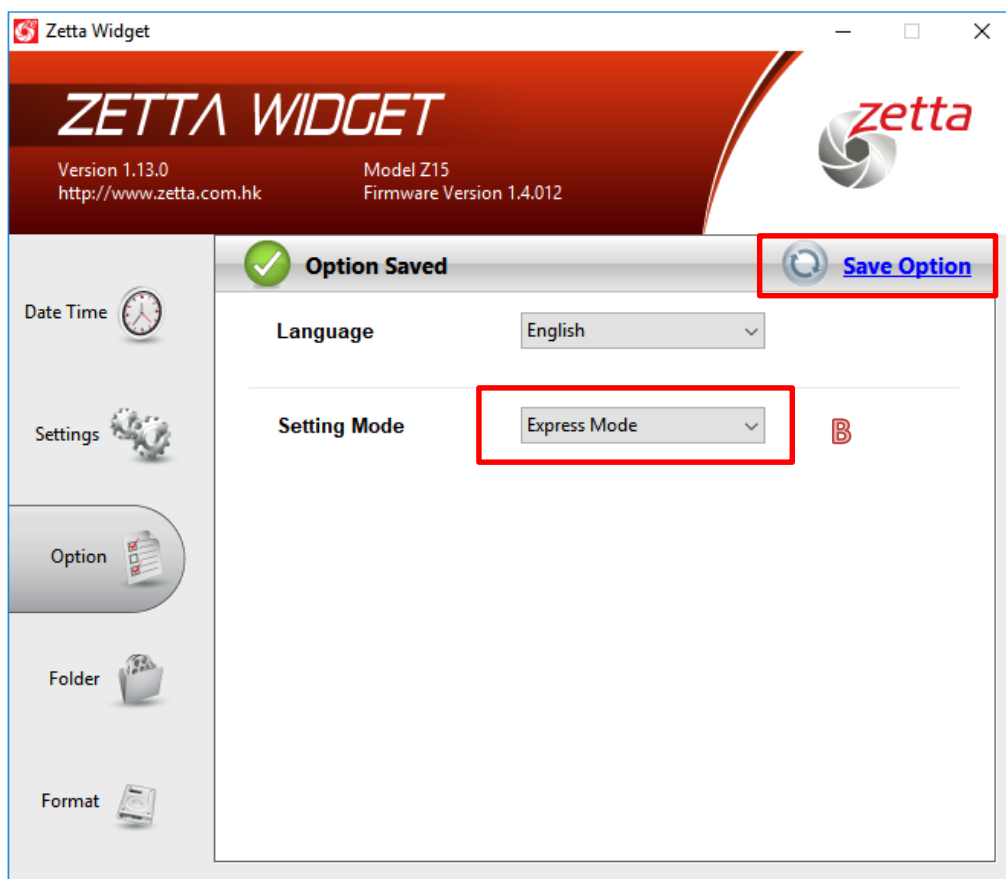 Zetta Widget
ZETTA WIDGET
zetta
Version 1.13.0
Model Z15
http://www.zetta.com.hk
Firmware Version 1.4.012
Option Saved
Save Option
Date Time
Language
English
Settings
Setting Mode
Express Mode
B
Option
Folder
Format